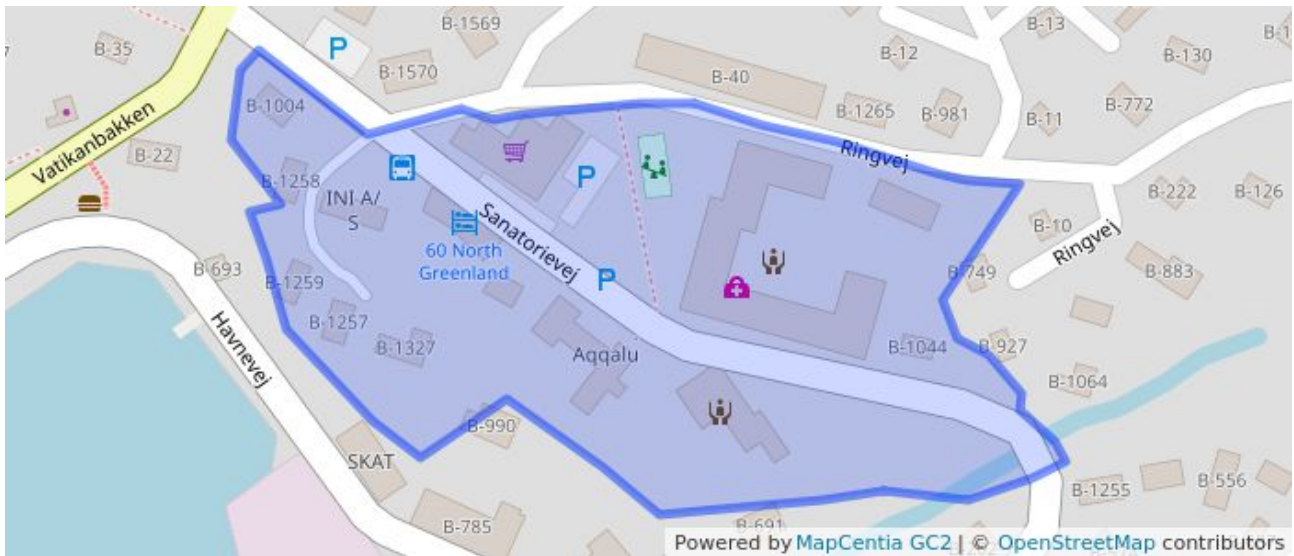 B-35
B-1569
P
B-1570
B-40
B-12
B-13
B-130
B-1004
B-1265
B-981
B-11
B-772
Vatikanbakken
B-22
B-1258
INI A/
S
P
Ringvej
B-222
B-126
Sanatorievej
60 North
Greenland
B-10
Ringvej
B-693
B-1259
P
B-749
B-883
B-1257
B-1327
Aqqalu
B-1044
B-927
Havnevej
B-1064
B-990
SKAT
B-1255
B-556
B-785
B-691
Powered by MapCentia GC2 | © OpenStreetMap contributors